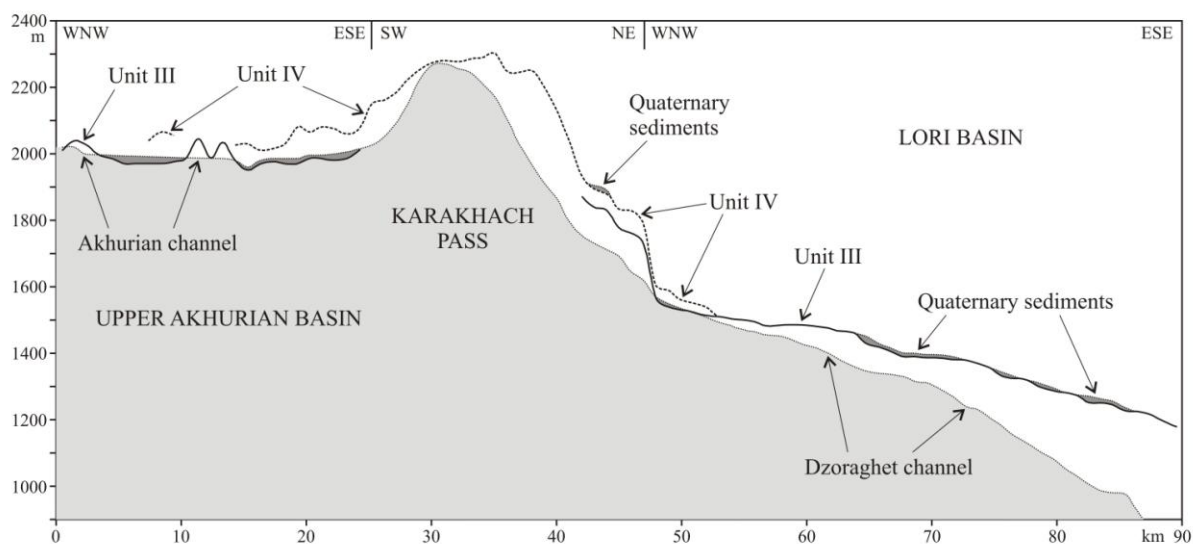 2400
m
WNW
ESE
SW
NE
WNW
ESE
2200
2000
1800
1600
1400
1200
1000
Unit III
Unit IV
Quaternary
sediments
LORI BASIN
Akhurian channel
KARAKHACH
PASS
Unit IV
Unit III
UPPER AKHURIAN BASIN
Quaternary sediments
Dzoraghet channel
0
10
20
30
40
50
60
70
80
km
90